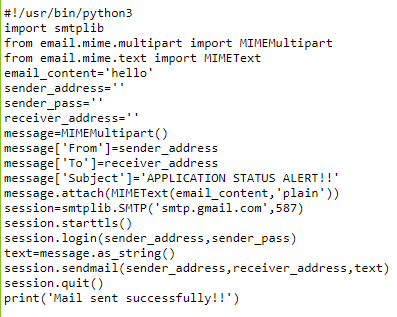 #!/usr/bin/python3
import smtplib
from email.mime.multipart import MIMEMultipart
from email.mime.text import MIMEText
email_content='hello'
sender_address=''
sender_pass=''
receiver_address=''
message=MIMEMultipart()
message['From']=sender_address
message['To']=receiver_address
message['Subject']='APPLICATION STATUS ALERT!!'
message.attach(MIMEText(email_content,'plain'))
session=smtplib.SMTP('smtp.gmail.com',587)
session.starttls()
session.login(sender_address,sender_pass)
text=message.as_string()
session.sendmail(sender_address,receiver_address,text)
session.quit()
print('Mail sent successfully!!')